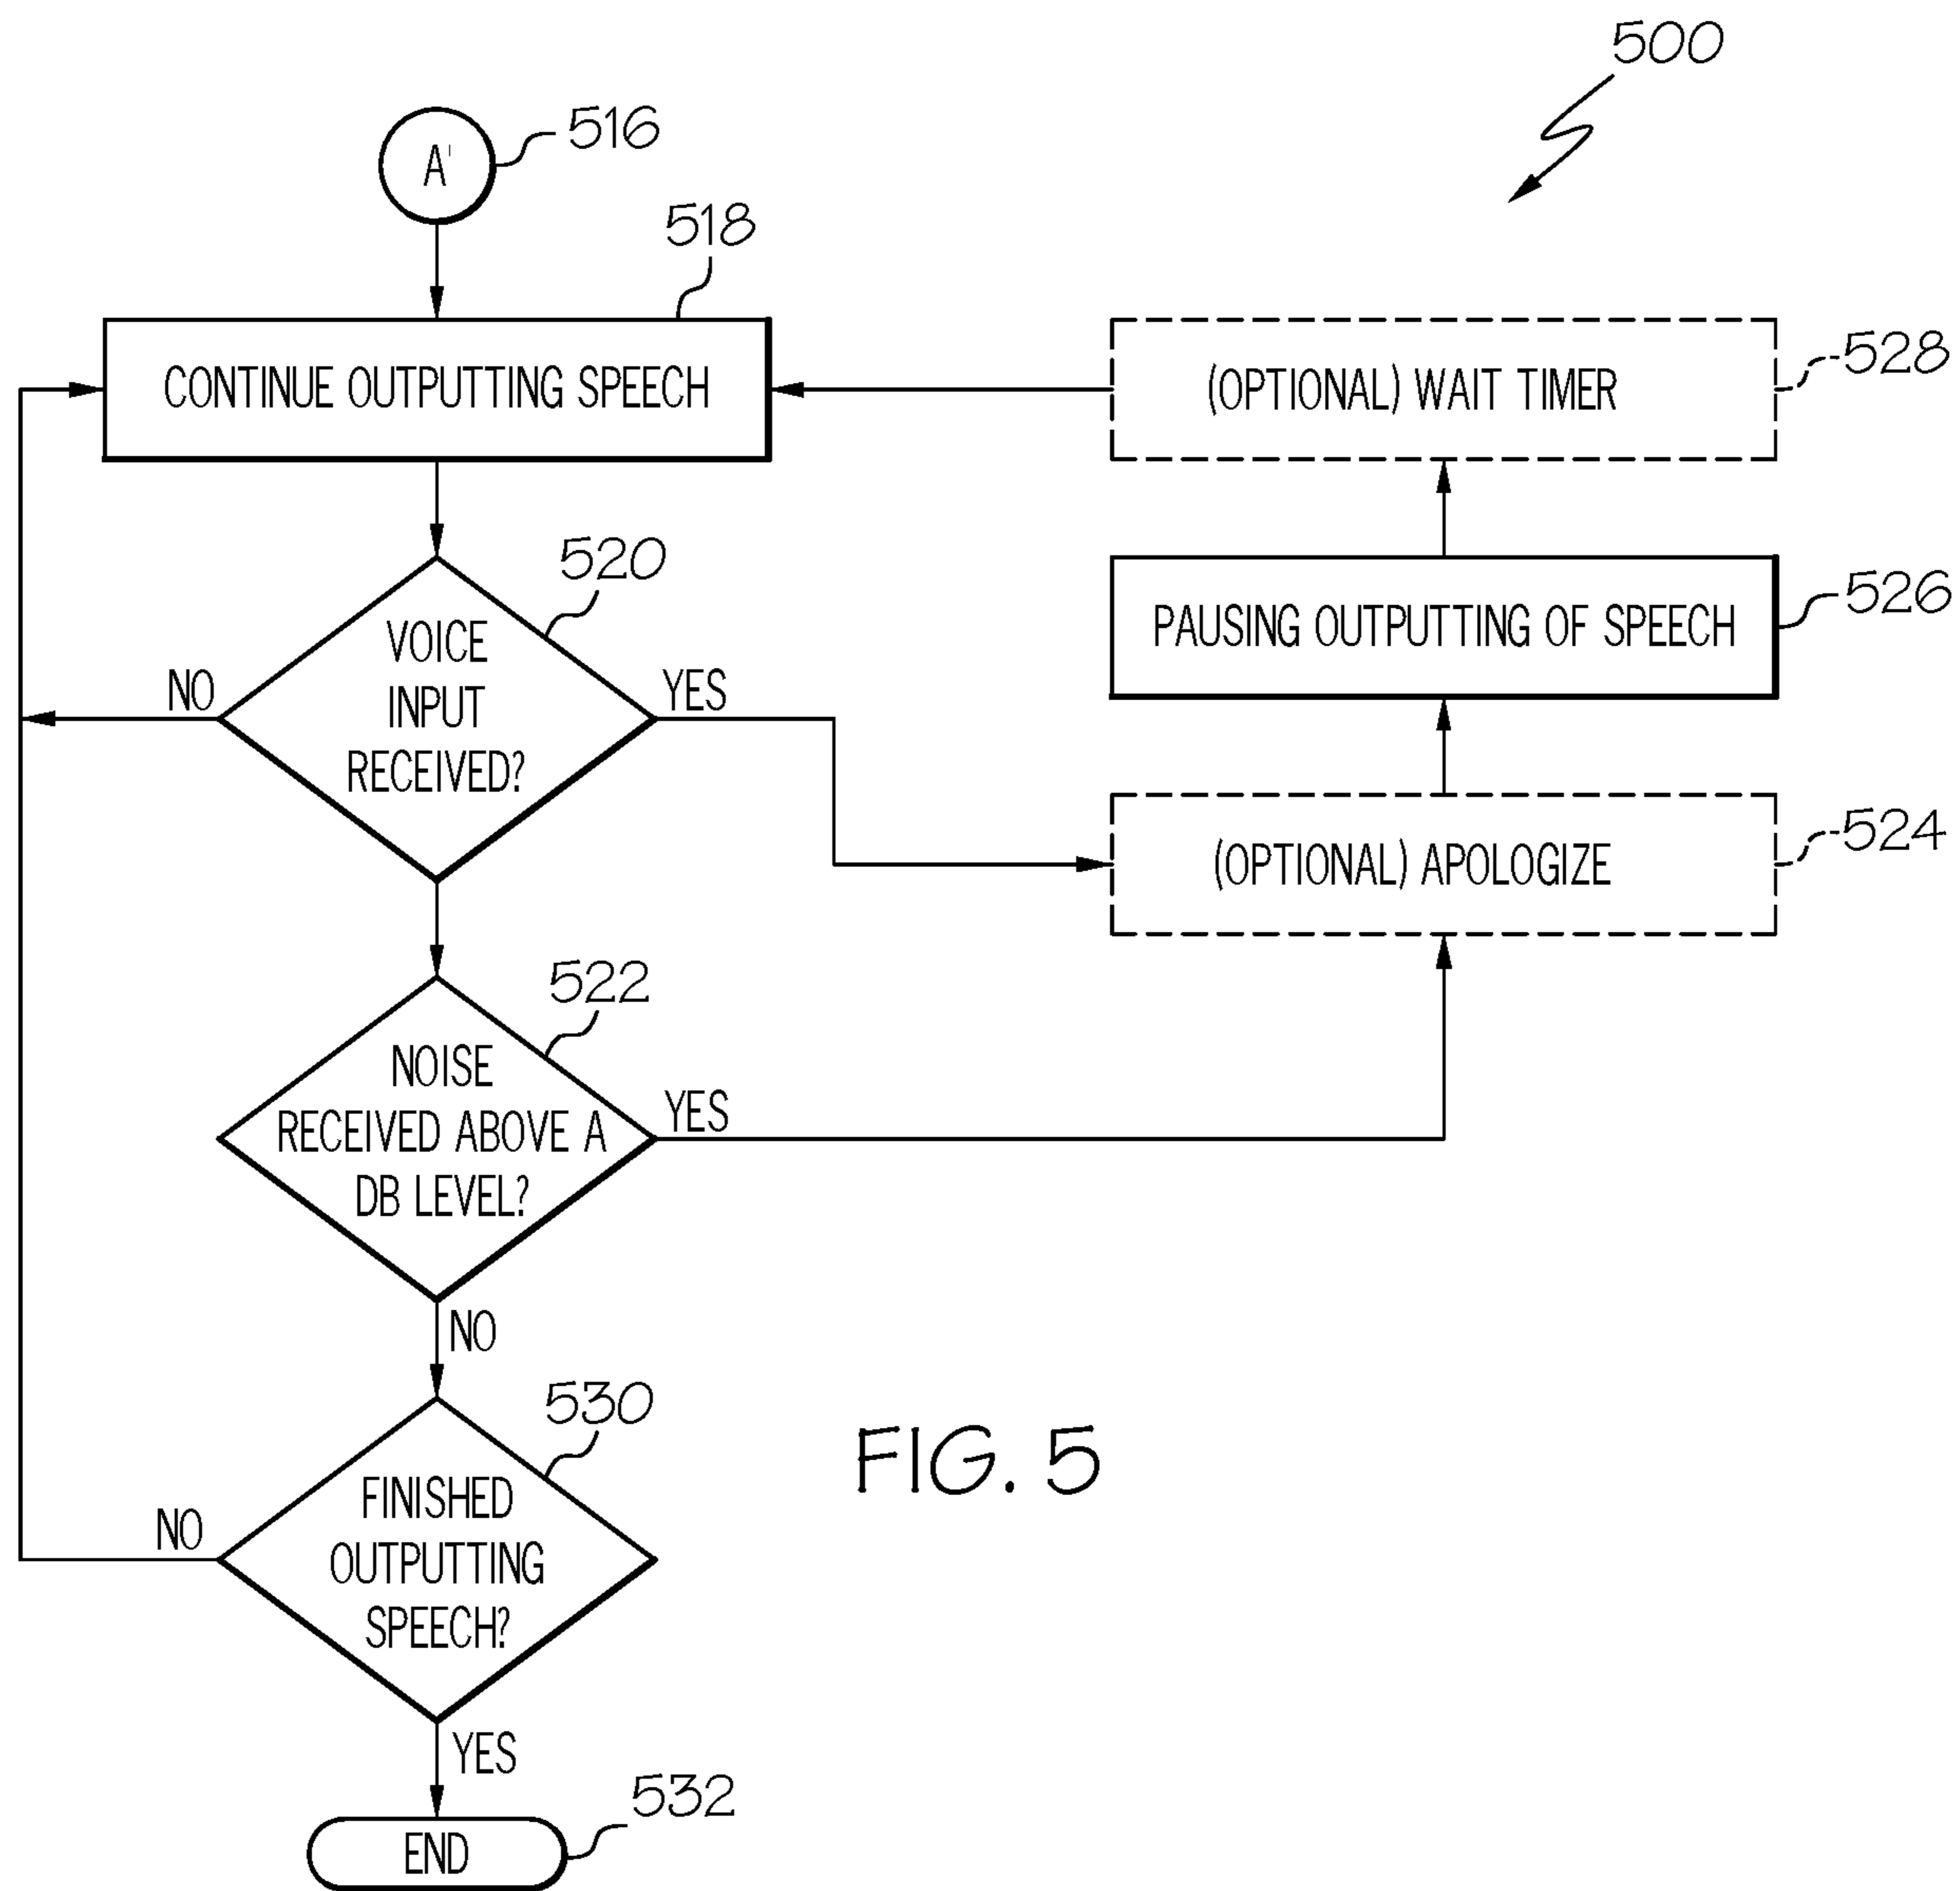 500
A'
516
518
CONTINUE OUTPUTTING SPEECH
(OPTIONAL) WAIT TIMER
528
520
VOICE
INPUT
RECEIVED?
NO
YES
PAUSING OUTPUTTING OF SPEECH
526
(OPTIONAL) APOLOGIZE
524
522
NOISE
RECEIVED ABOVE A
DB LEVEL?
YES
NO
530
FINISHED
OUTPUTTING
SPEECH?
NO
YES
532
END
FIG. 5